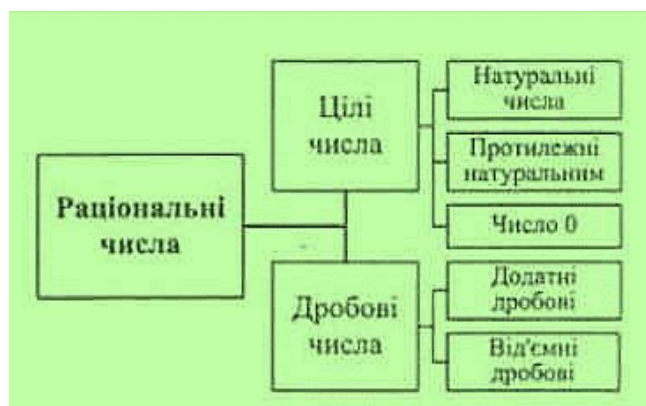 Раціональні
числа
Цілі
числа
Натуральні
числа
Протилежні
натуральним
Число 0
Дробові
числа
Додатні
дробові
Від'ємні
дробові